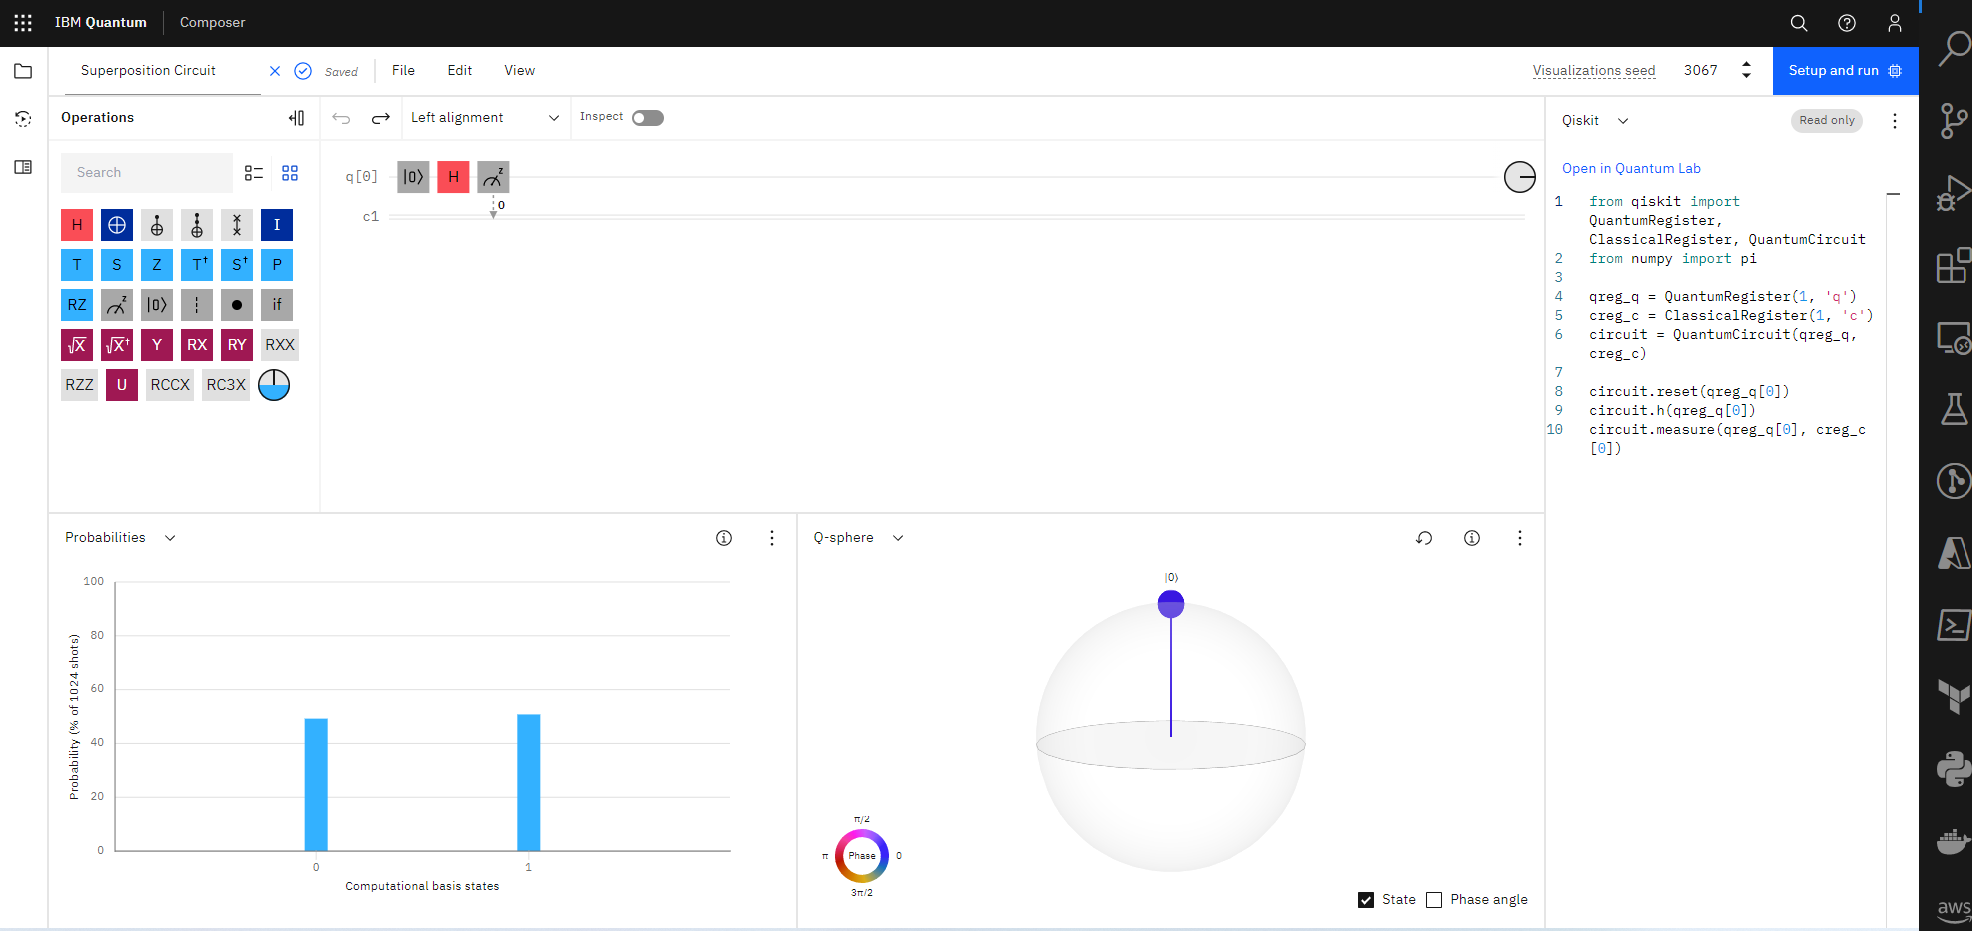 IBM Quantum Composer
Superposition Circuit Saved File Edit View Visualizations seed 3067 Setup and run
Operations
Left alignment Inspect
Search
H I
T S Z T† S† P
RZ z |0⟩ if
√X √X† Y RX RY RXX
RZZ U RCCX RC3X
q[0] |0⟩ H z
0
c1
Qiskit Read only
Open in Quantum Lab
1 from qiskit import
QuantumRegister,
ClassicalRegister, QuantumCircuit
2 from numpy import pi
3
4 qreg_q = QuantumRegister(1, 'q')
5 creg_c = ClassicalRegister(1, 'c')
6 circuit = QuantumCircuit(qreg_q,
creg_c)
7
8 circuit.reset(qreg_q[0])
9 circuit.h(qreg_q[0])
10 circuit.measure(qreg_q[0], creg_c
[0])
Probabilities
Probability (% of 1024 shots)
100
80
60
40
20
0
0 1
Computational basis states
Q-sphere
|0⟩
π/2
π Phase 0
3π/2
State Phase angle
aws